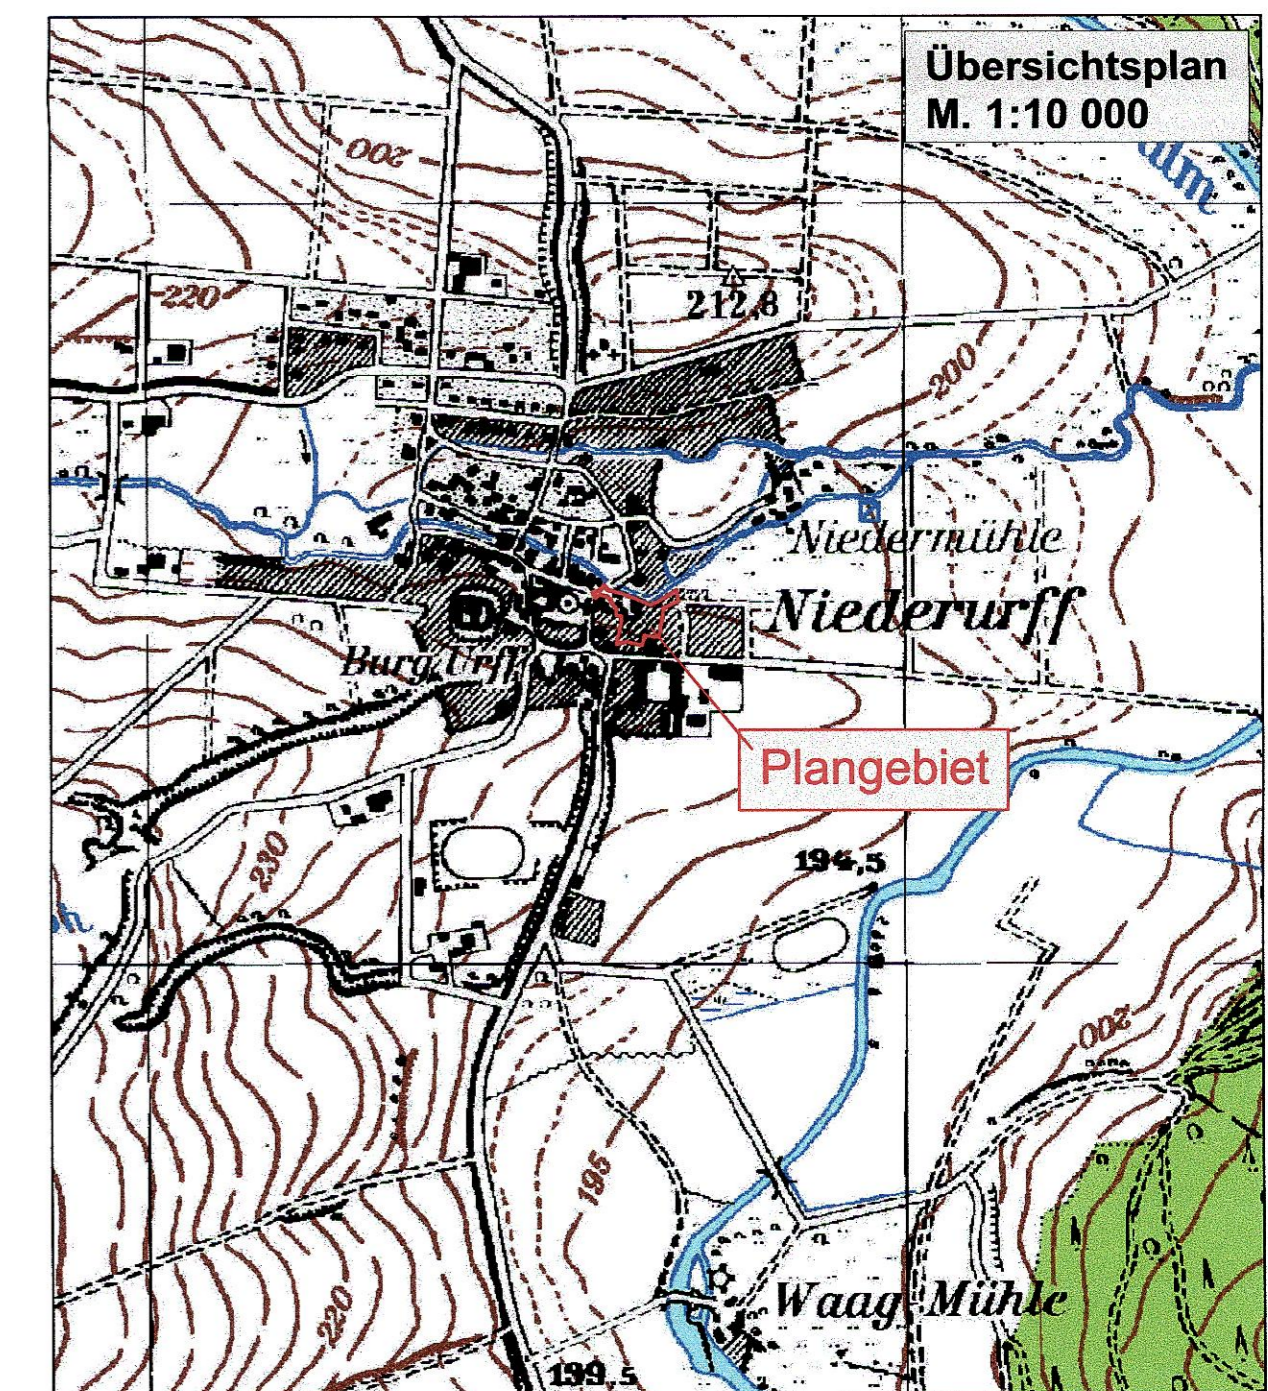 Übersichtsplan
M. 1:10 000
200
220
212,8
200
Niedermühle
Niederurff
Burg Urff
Plangebiet
230
194,5
200
195
220
Waag Mühle
139,5